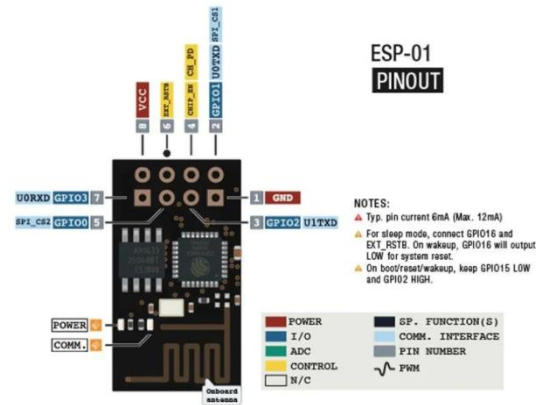 ESP-01
PINOUT
8 VCC
6 EXT_RSTB
4 CHIP_EN CH_PD
2 GPIO1 U0TXD SPI_CS1
U0RXD GPIO3 7
SPI_CS2 GPIO0 5
1 GND
3 GPIO2 U1TXD
POWER
COMM.
Onboard
antenna
NOTES:
Typ. pin current 6mA (Max. 12mA)
For sleep mode, connect GPIO16 and
EXT_RSTB. On wakeup, GPIO16 will output
LOW for system reset.
On boot/reset/wakeup, keep GPIO15 LOW
and GPIO2 HIGH.
POWER
I/O
ADC
CONTROL
N/C
SP. FUNCTION(S)
COMM. INTERFACE
PIN NUMBER
PWM